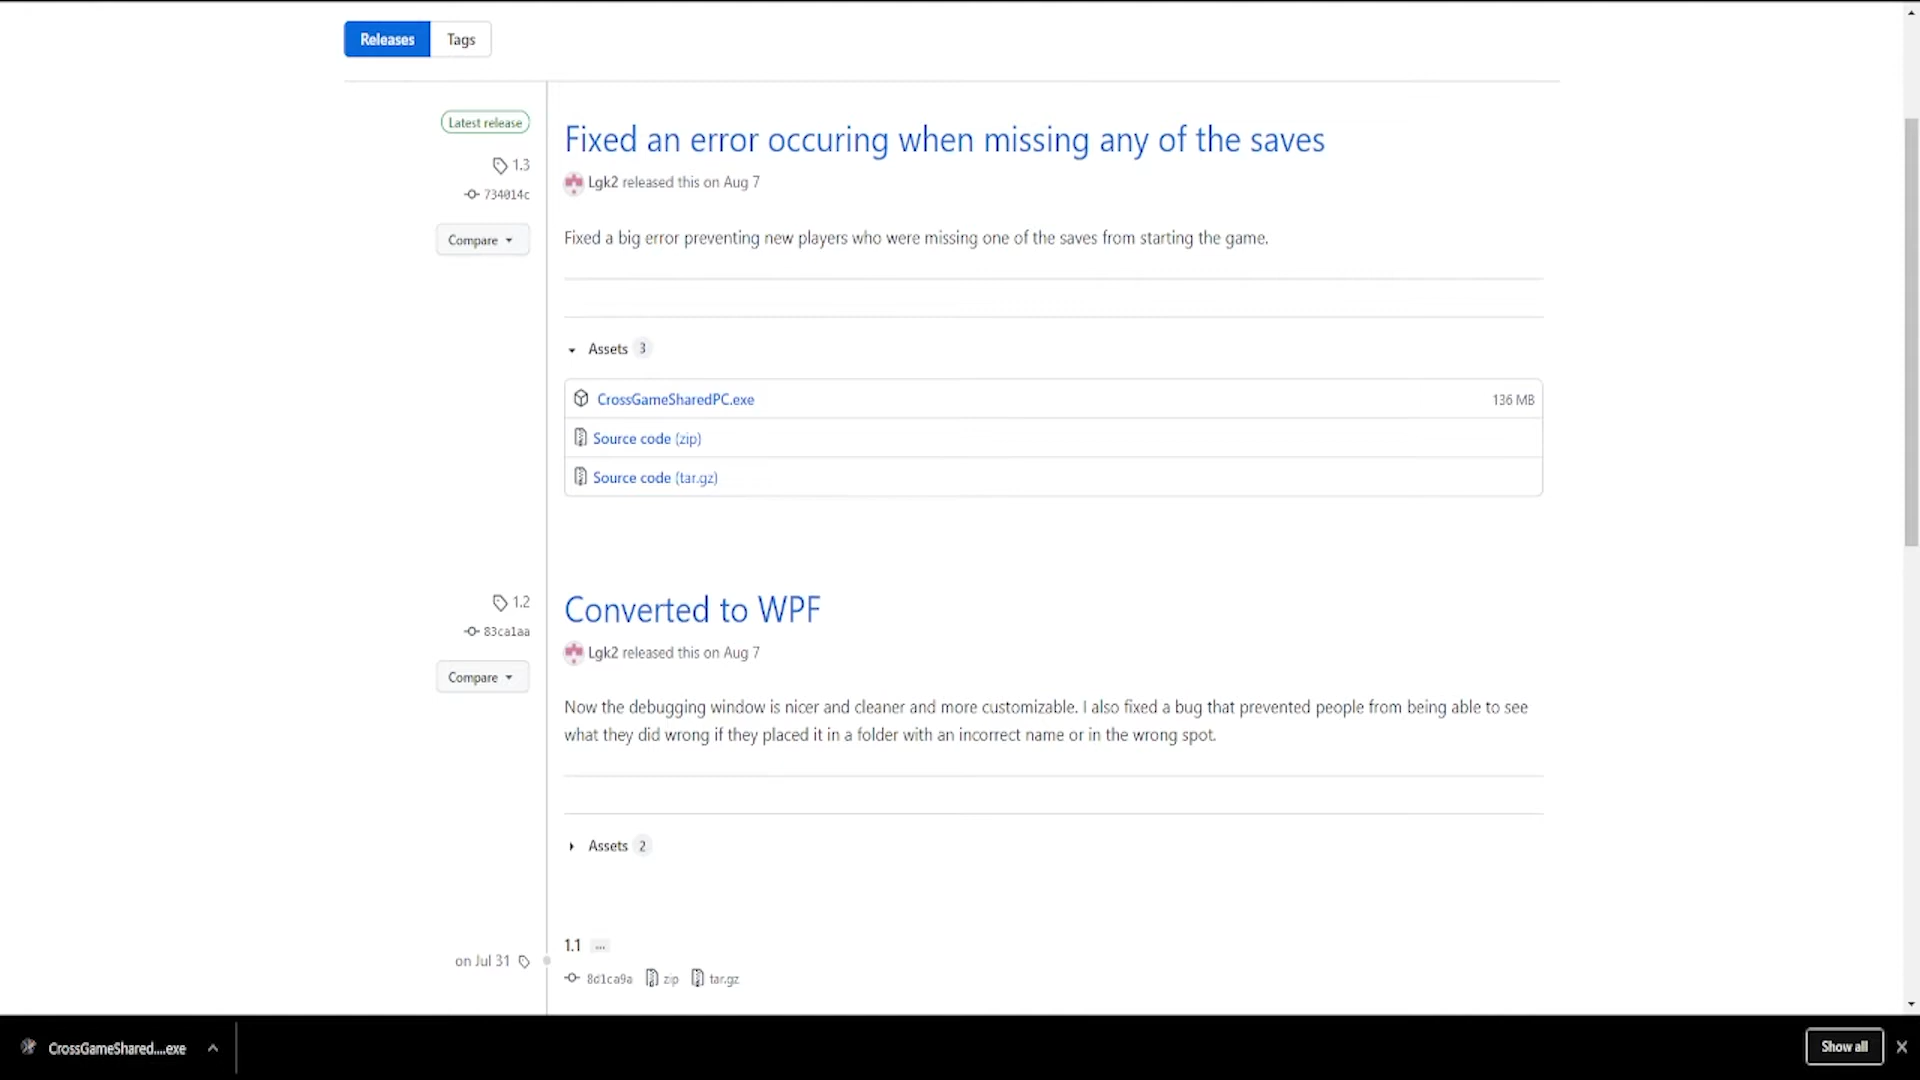 Releases
Tags
Latest release
1.3
734014c
Compare
Fixed an error occuring when missing any of the saves
Lgk2 released this on Aug 7
Fixed a big error preventing new players who were missing one of the saves from starting the game.
Assets 3
CrossGameSharedPC.exe 136 MB
Source code (zip)
Source code (tar.gz)
1.2
83ca1aa
Compare
Converted to WPF
Lgk2 released this on Aug 7
Now the debugging window is nicer and cleaner and more customizable. I also fixed a bug that prevented people from being able to see
what they did wrong if they placed it in a folder with an incorrect name or in the wrong spot.
Assets 2
on Jul 31
1.1 ...
8d1ca9a zip tar.gz
CrossGameShared....exe
Show all